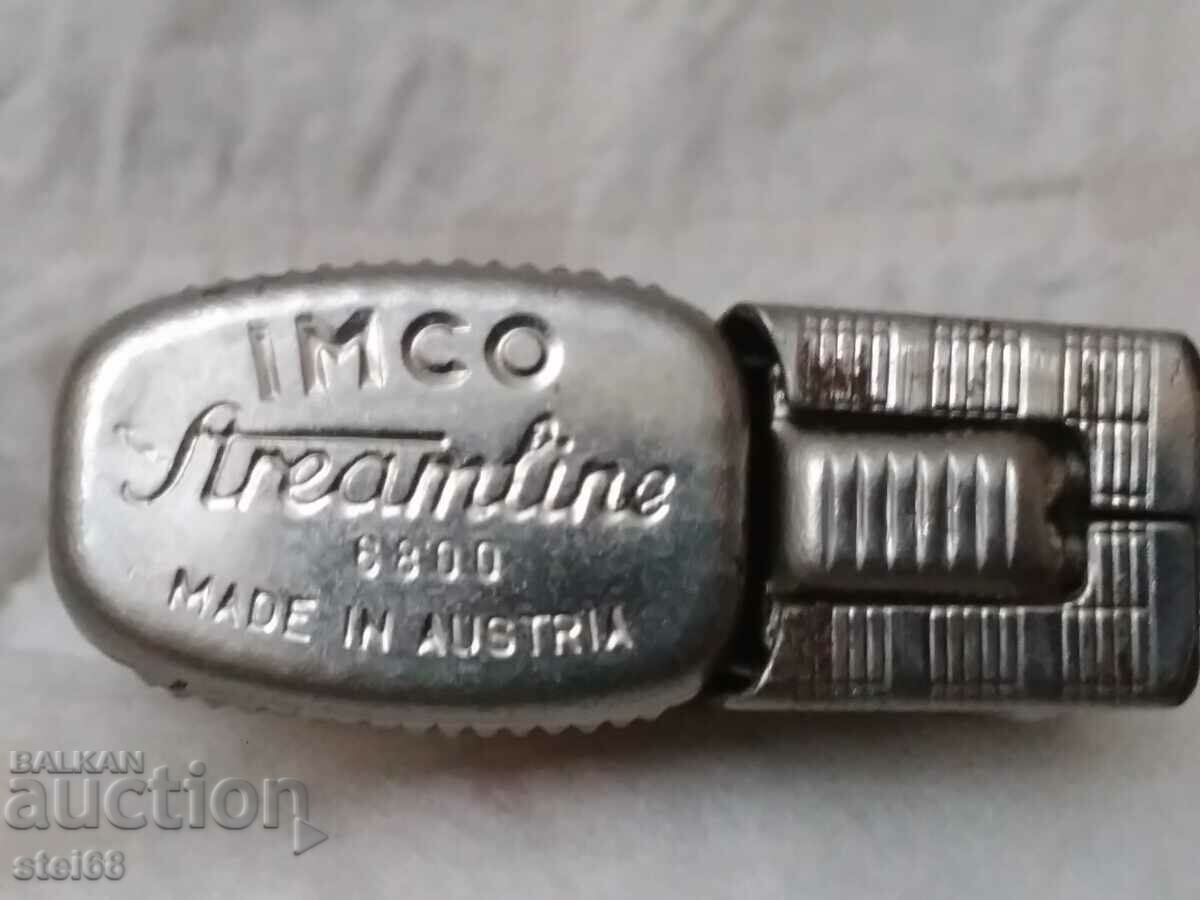 IMCO
Streamline
6800
MADE IN AUSTRIA
BALKAN
auction
stei68